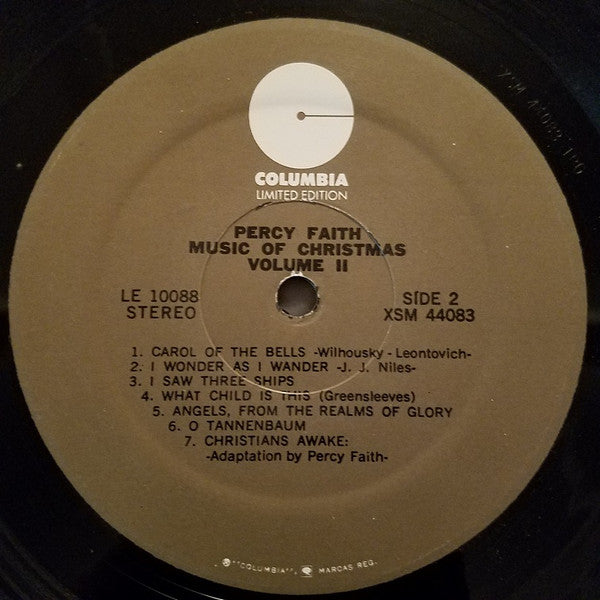 COLUMBIA
LIMITED EDITION
PERCY FAITH
MUSIC OF CHRISTMAS
VOLUME II
LE 10088
STEREO
SIDE 2
XSM 44083
1. CAROL OF THE BELLS -Wilhousky - Leontovich-
2. I WONDER AS I WANDER -J. J. Niles-
3. I SAW THREE SHIPS
4. WHAT CHILD IS THIS (Greensleeves)
5. ANGELS, FROM THE REALMS OF GLORY
6. O TANNENBAUM
7. CHRISTIANS AWAKE:
-Adaptation by Percy Faith-
"COLUMBIA", MARCAS REG.